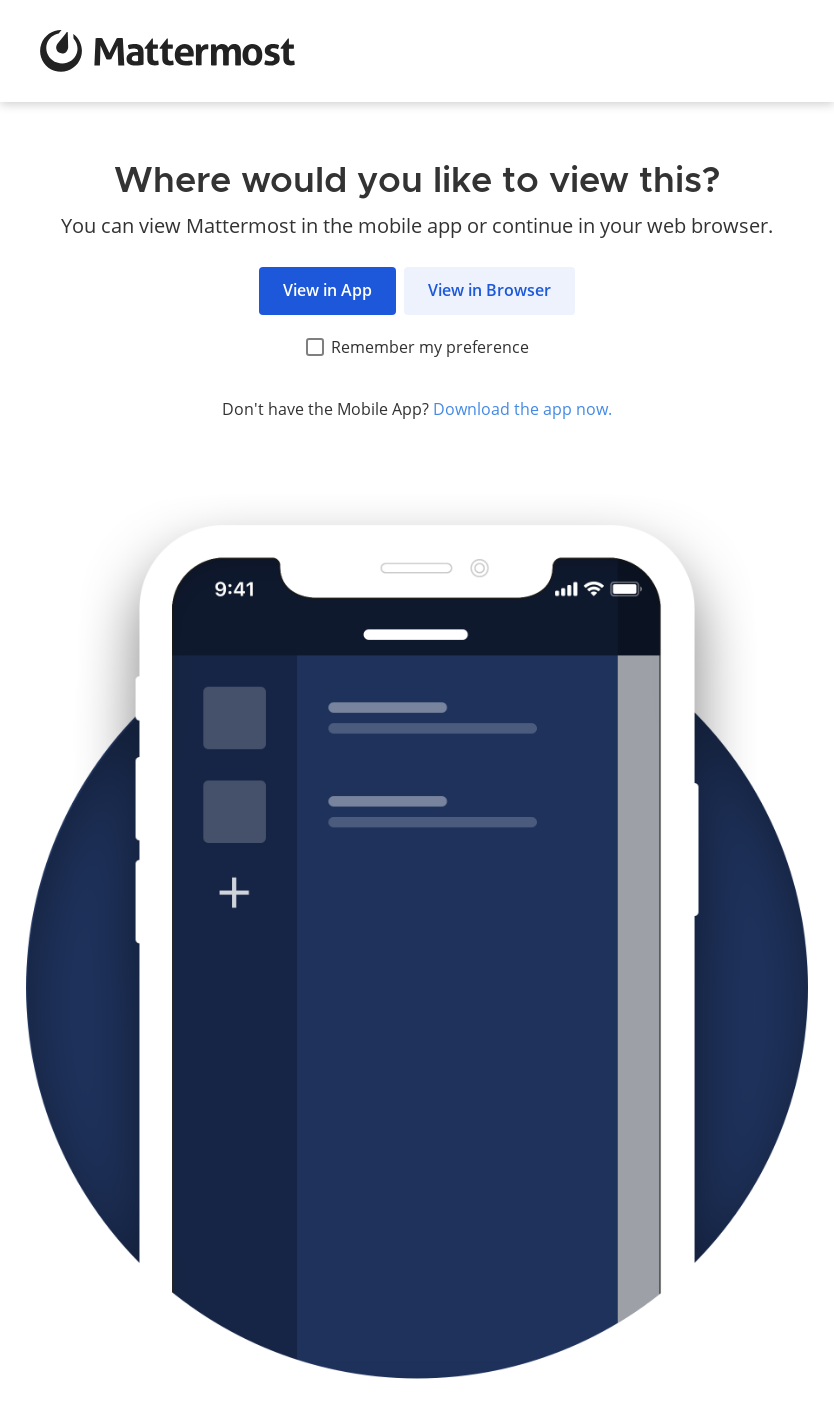 Mattermost
Where would you like to view this?
You can view Mattermost in the mobile app or continue in your web browser.
View in App View in Browser
Remember my preference
Don't have the Mobile App? Download the app now.
9:41